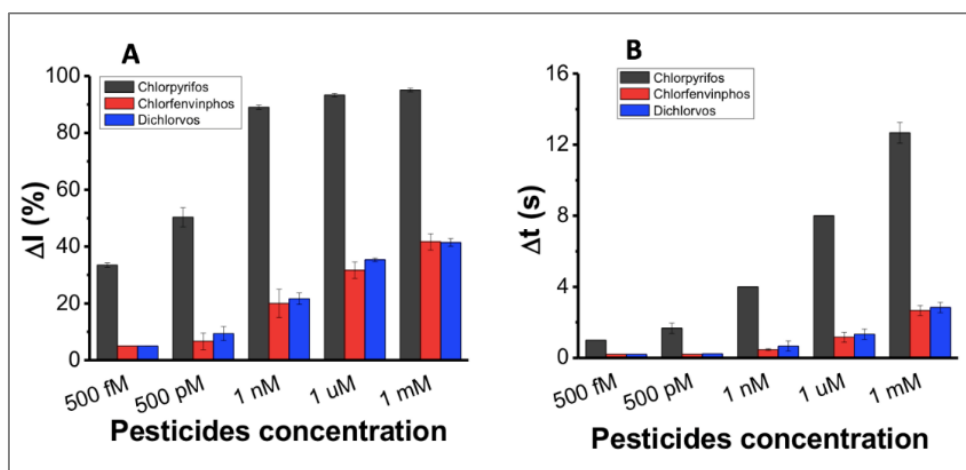 A
Chlorpyrifos
Chlorfenvinphos
Dichlorvos
100
80
60
40
20
0
ΔI (%)
500 fM
500 pM
1 nM
1 uM
1 mM
Pesticides concentration
B
Chlorpyrifos
Chlorfenvinphos
Dichlorvos
16
12
8
4
0
Δt (s)
500 fM
500 pM
1 nM
1 uM
1 mM
Pesticides concentration